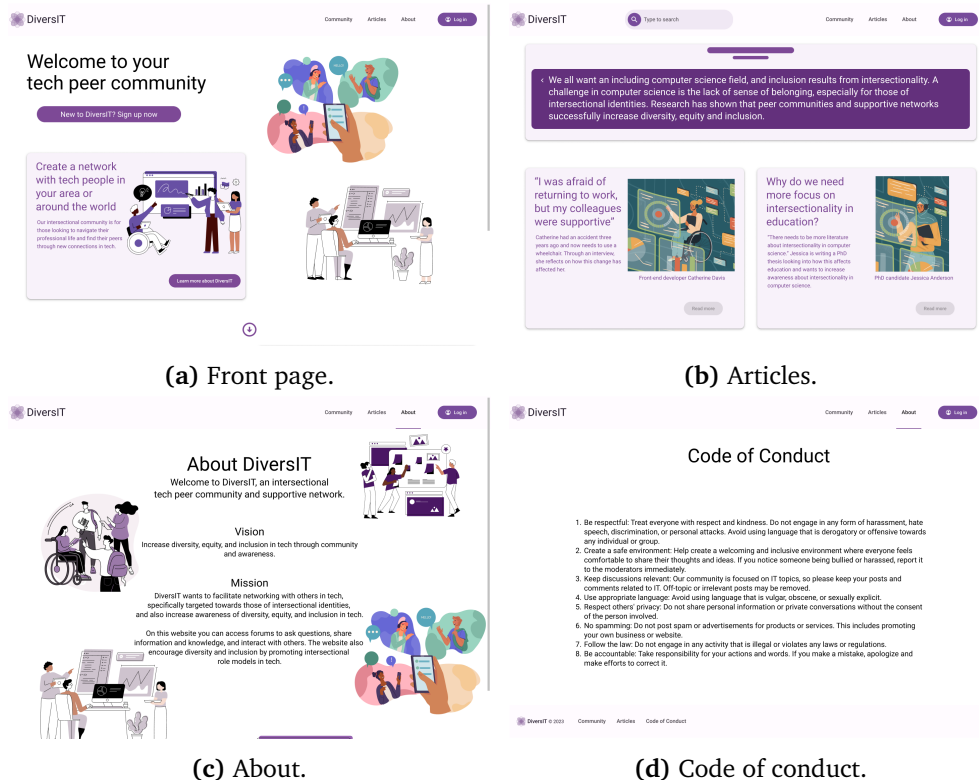 DiversIT
Community Articles About Log in
Welcome to your
tech peer community
New to DiversIT? Sign up now
HELLO!
Create a network
with tech people in
your area or
around the world
Our intersectional community is for
those looking to navigate their
professional life and find their peers
through new connections in tech.
Learn more about DiversIT
(a) Front page.
DiversIT
Type to search
Community Articles About Log in
We all want an including computer science field, and inclusion results from intersectionality. A
challenge in computer science is the lack of sense of belonging, especially for those of
intersectional identities. Research has shown that peer communities and supportive networks
successfully increase diversity, equity and inclusion.
"I was afraid of
returning to work,
but my colleagues
were supportive"
Catherine had an accident three
years ago and now needs to use a
wheelchair. Through an interview,
she reflects on how this change has
affected her.
Front-end developer Catherine Davis
Read more
Why do we need
more focus on
intersectionality in
education?
"There needs to be more literature
about intersectionality in computer
science." Jessica is writing a PhD
thesis looking into how this affects
education and wants to increase
awareness about intersectionality in
computer science.
PhD candidate Jessica Anderson
Read more
(b) Articles.
DiversIT
Community Articles About Log in
About DiversIT
Welcome to DiversIT, an intersectional
tech peer community and supportive network.
Vision
Increase diversity, equity, and inclusion in tech through community
and awareness.
Mission
DiversIT wants to facilitate networking with others in tech,
specifically targeted towards those of intersectional identities,
and also increase awareness of diversity, equity, and inclusion in tech.
On this website you can access forums to ask questions, share
information and knowledge, and interact with others. The website also
encourage diversity and inclusion by promoting intersectional
role models in tech.
HELLO!
(c) About.
DiversIT
Community Articles About Log in
Code of Conduct
1. Be respectful: Treat everyone with respect and kindness. Do not engage in any form of harassment, hate
speech, discrimination, or personal attacks. Avoid using language that is derogatory or offensive towards
any individual or group.
2. Create a safe environment: Help create a welcoming and inclusive environment where everyone feels
comfortable to share their thoughts and ideas. If you notice someone being bullied or harassed, report it
to the moderators immediately.
3. Keep discussions relevant: Our community is focused on IT topics, so please keep your posts and
comments related to IT. Off-topic or irrelevant posts may be removed.
4. Use appropriate language: Avoid using language that is vulgar, obscene, or sexually explicit.
5. Respect others' privacy: Do not share personal information or private conversations without the consent
of the person involved.
6. No spamming: Do not post spam or advertisements for products or services. This includes promoting
your own business or website.
7. Follow the law: Do not engage in any activity that is illegal or violates any laws or regulations.
8. Be accountable: Take responsibility for your actions and words. If you make a mistake, apologize and
make efforts to correct it.
DiversIT © 2023 Community Articles Code of Conduct
(d) Code of conduct.